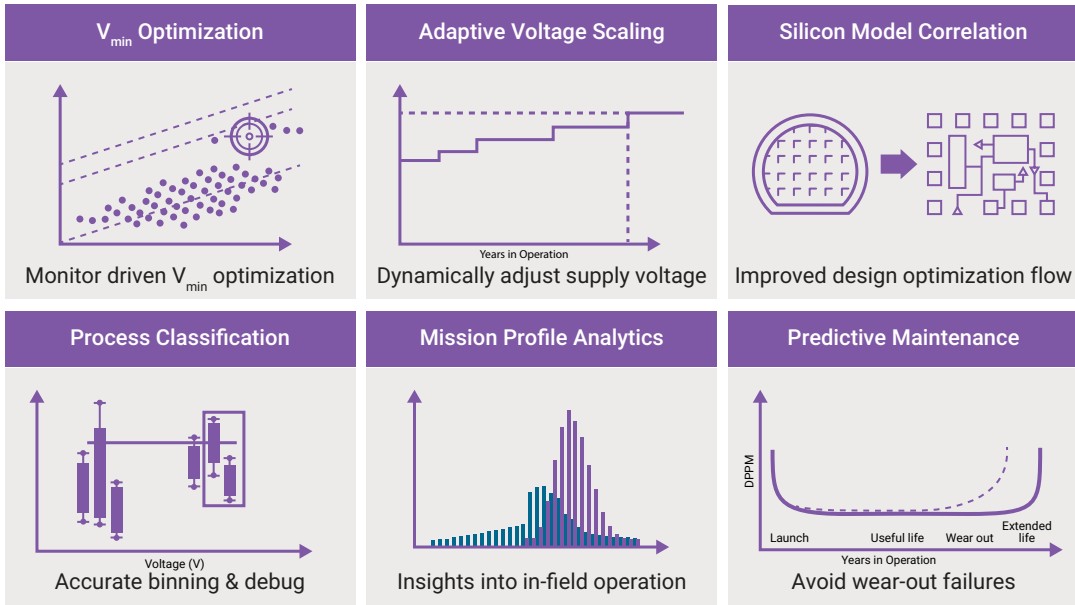 Vmin Optimization
Adaptive Voltage Scaling
Silicon Model Correlation
Years in Operation
Monitor driven Vmin optimization
Dynamically adjust supply voltage
Improved design optimization flow
Process Classification
Mission Profile Analytics
Predictive Maintenance
Voltage (V)
Accurate binning & debug
Insights into in-field operation
DPPM
Launch
Useful life
Wear out
Extended
life
Years in Operation
Avoid wear-out failures